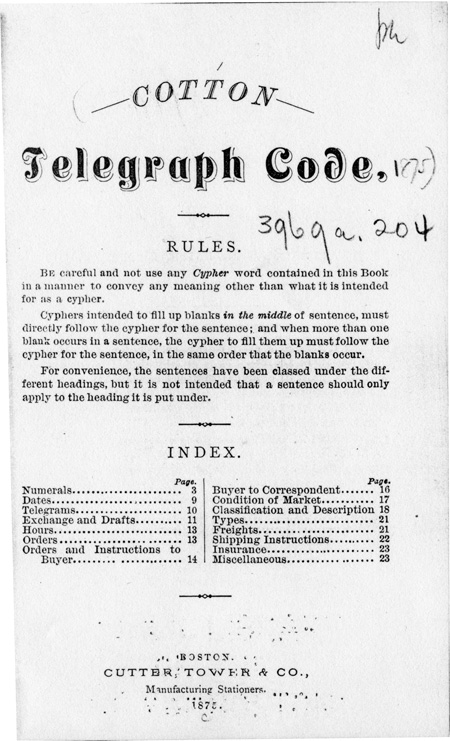 COTTON
Telegraph Code,
1875)
396 9a. 204
RULES.
BE careful and not use any Cypher word contained in this Book
in a manner to convey any meaning other than what it is intended
for as a cypher.
Cyphers intended to fill up blanks in the middle of sentence, must
directly follow the cypher for the sentence; and when more than one
blank occurs in a sentence, the cypher to fill them up must follow the
cypher for the sentence, in the same order that the blanks occur.
For convenience, the sentences have been classed under the dif-
ferent headings, but it is not intended that a sentence should only
apply to the heading it is put under.
INDEX.
Page.
Numerals 3
Dates 9
Telegrams 10
Exchange and Drafts 11
Hours 13
Orders 13
Orders and Instructions to
Buyer 14
Page.
Buyer to Correspondent 16
Condition of Market 17
Classification and Description 18
Types 21
Freights 21
Shipping Instructions 22
Insurance 23
Miscellaneous 23
BOSTON.
CUTTER, TOWER & CO.,
Manufacturing Stationers.
1875.